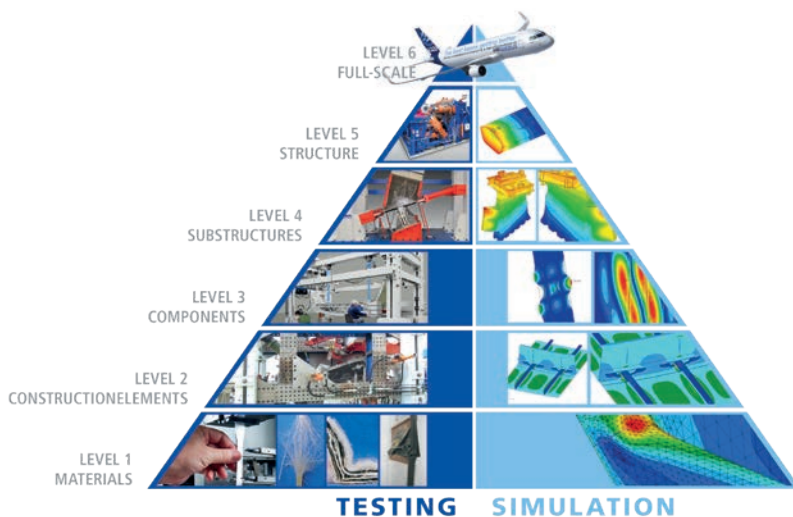 LEVEL 6
FULL-SCALE
LEVEL 5
STRUCTURE
LEVEL 4
SUBSTRUCTURES
LEVEL 3
COMPONENTS
LEVEL 2
CONSTRUCTIONELEMENTS
LEVEL 1
MATERIALS
TESTING SIMULATION